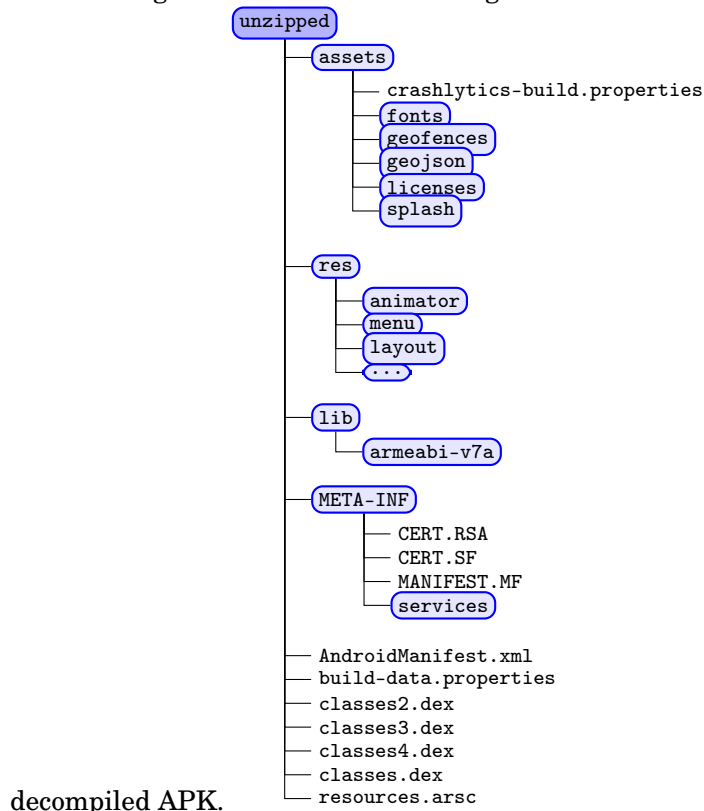 unzipped
assets
crashlytics-build.properties
fonts
geofences
geojson
licenses
splash
res
animator
menu
layout
...
lib
armeabi-v7a
META-INF
CERT.RSA
CERT.SF
MANIFEST.MF
services
AndroidManifest.xml
build-data.properties
classes2.dex
classes3.dex
classes4.dex
classes.dex
resources.arsc
decompiled APK.